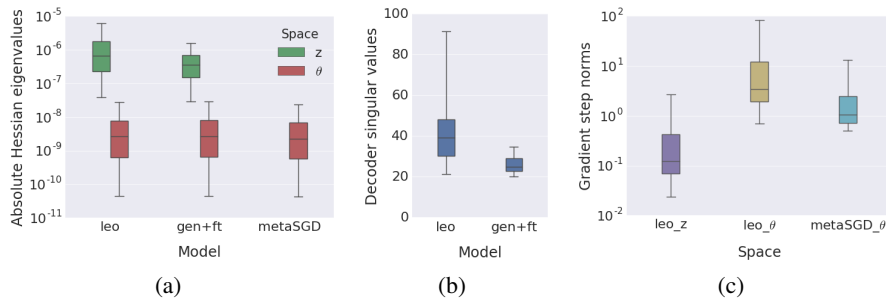 Absolute Hessian eigenvalues
10^-5
10^-6
10^-7
10^-8
10^-9
10^-10
10^-11
Space
z
θ
leo gen+ft metaSGD
Model
(a)
Decoder singular values
100
80
60
40
20
0
leo gen+ft
Model
(b)
Gradient step norms
10^2
10^1
10^0
10^-1
10^-2
leo_z leo_θ metaSGD_θ
Space
(c)